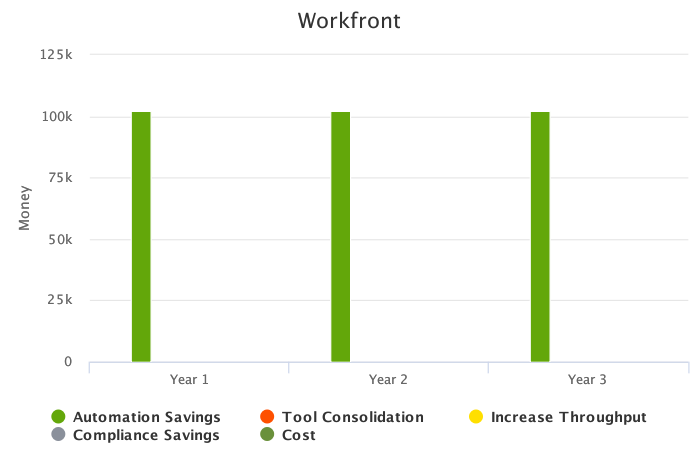 Workfront
125k
100k
75k
50k
25k
0
Money
Year 1 Year 2 Year 3
Automation Savings Tool Consolidation Increase Throughput
Compliance Savings Cost